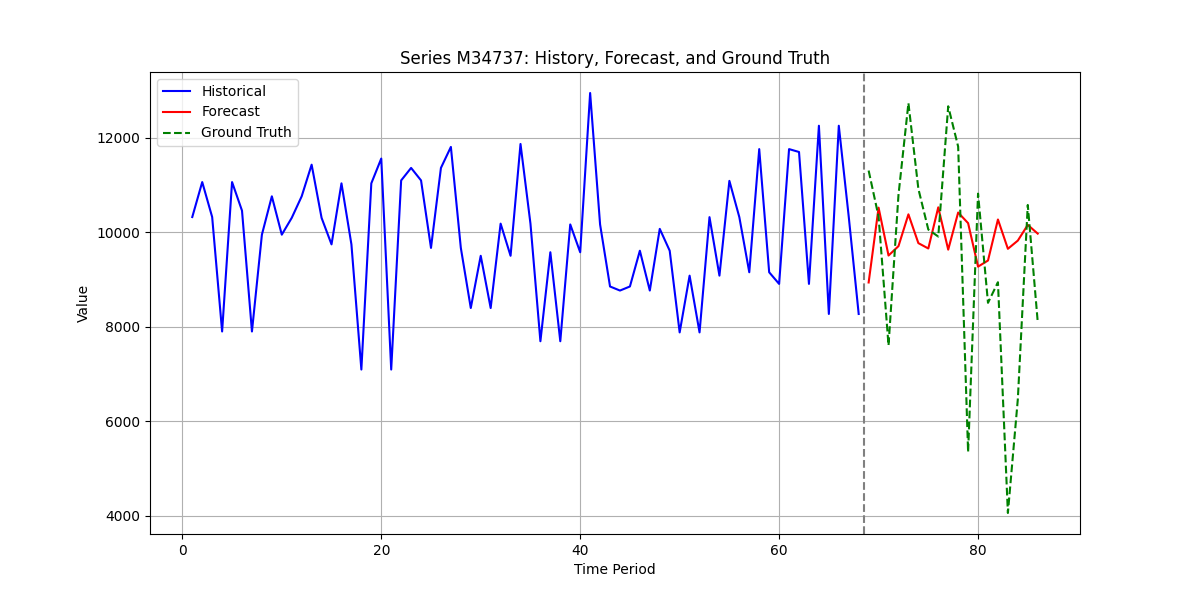 Series M34737: History, Forecast, and Ground Truth
Historical
Forecast
Ground Truth
12000
10000
8000
6000
4000
Value
0 20 40 60 80
Time Period